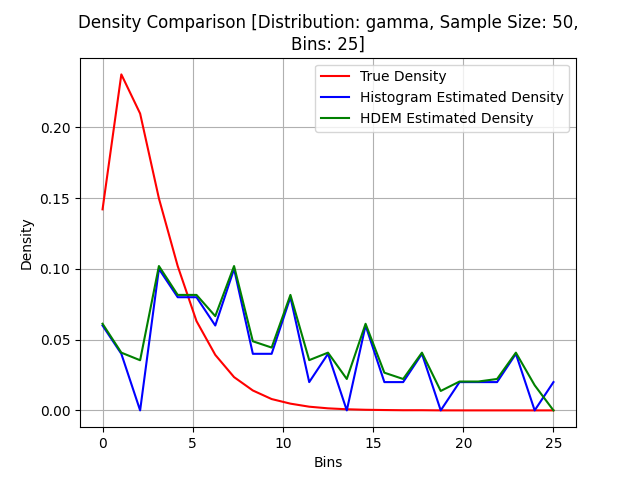 Density Comparison [Distribution: gamma, Sample Size: 50,
Bins: 25]
True Density
Histogram Estimated Density
HDEM Estimated Density
Density
0.20
0.15
0.10
0.05
0.00
0 5 10 15 20 25
Bins